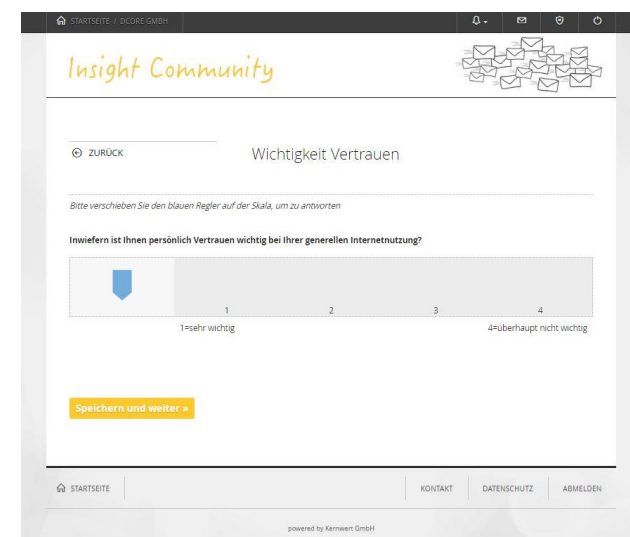 STARTSEITE / DCORE GMBH
Insight Community
ZURÜCK
Wichtigkeit Vertrauen
Bitte verschieben Sie den blauen Regler auf der Skala, um zu antworten
Inwiefern ist Ihnen persönlich Vertrauen wichtig bei Ihrer generellen Internetnutzung?
1 2 3 4
1=sehr wichtig 4=überhaupt nicht wichtig
Speichern und weiter »
STARTSEITE KONTAKT DATENSCHUTZ ABMELDEN
powered by Kernwert GmbH